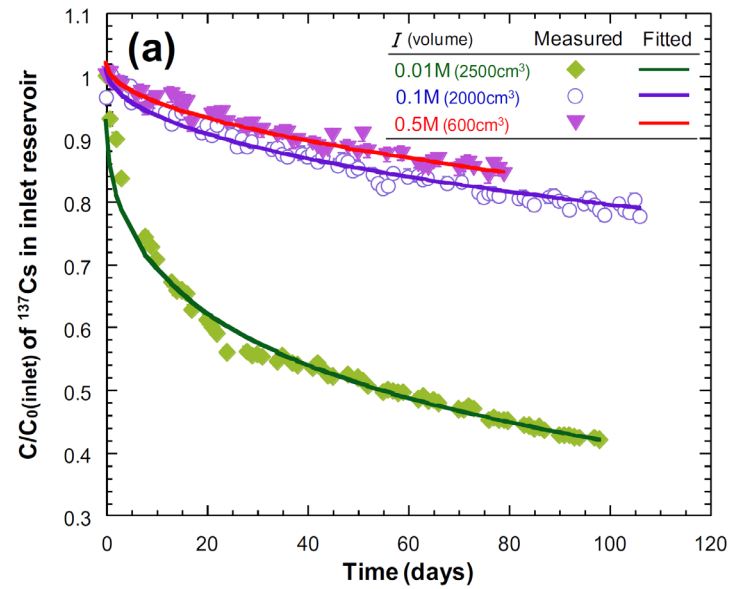 (a)
I (volume) Measured Fitted
0.01M (2500cm³)
0.1M (2000cm³)
0.5M (600cm³)
C/C₀(inlet) of ¹³⁷Cs in inlet reservoir
1.1
1
0.9
0.8
0.7
0.6
0.5
0.4
0.3
0 20 40 60 80 100 120
Time (days)